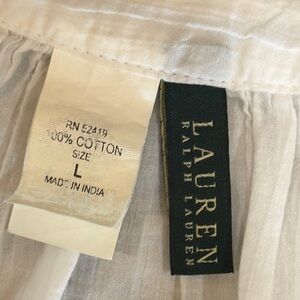 RN 52419
100% COTTON
SIZE
L
MADE IN INDIA
LAUREN
RALPH LAUREN